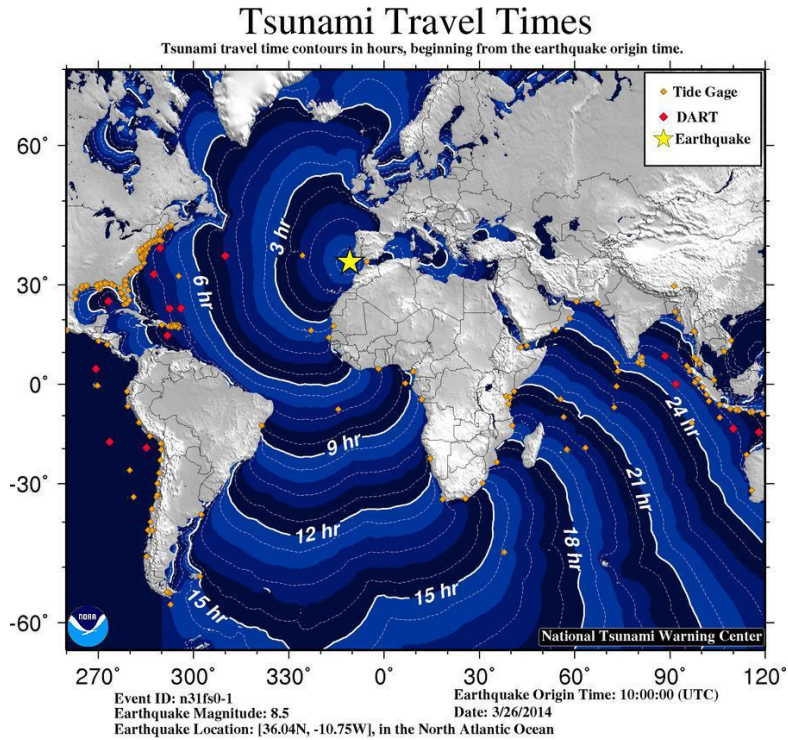 Tsunami Travel Times
Tsunami travel time contours in hours, beginning from the earthquake origin time.
Tide Gage
DART
Earthquake
60°
30°
0°
-30°
-60°
3 hr
6 hr
9 hr
12 hr
15 hr
15 hr
18 hr
21 hr
24 hr
NOAA
National Tsunami Warning Center
270° 300° 330° 0° 30° 60° 90° 120°
Event ID: n31fs0-1
Earthquake Magnitude: 8.5
Earthquake Location: [36.04N, -10.75W], in the North Atlantic Ocean
Earthquake Origin Time: 10:00:00 (UTC)
Date: 3/26/2014